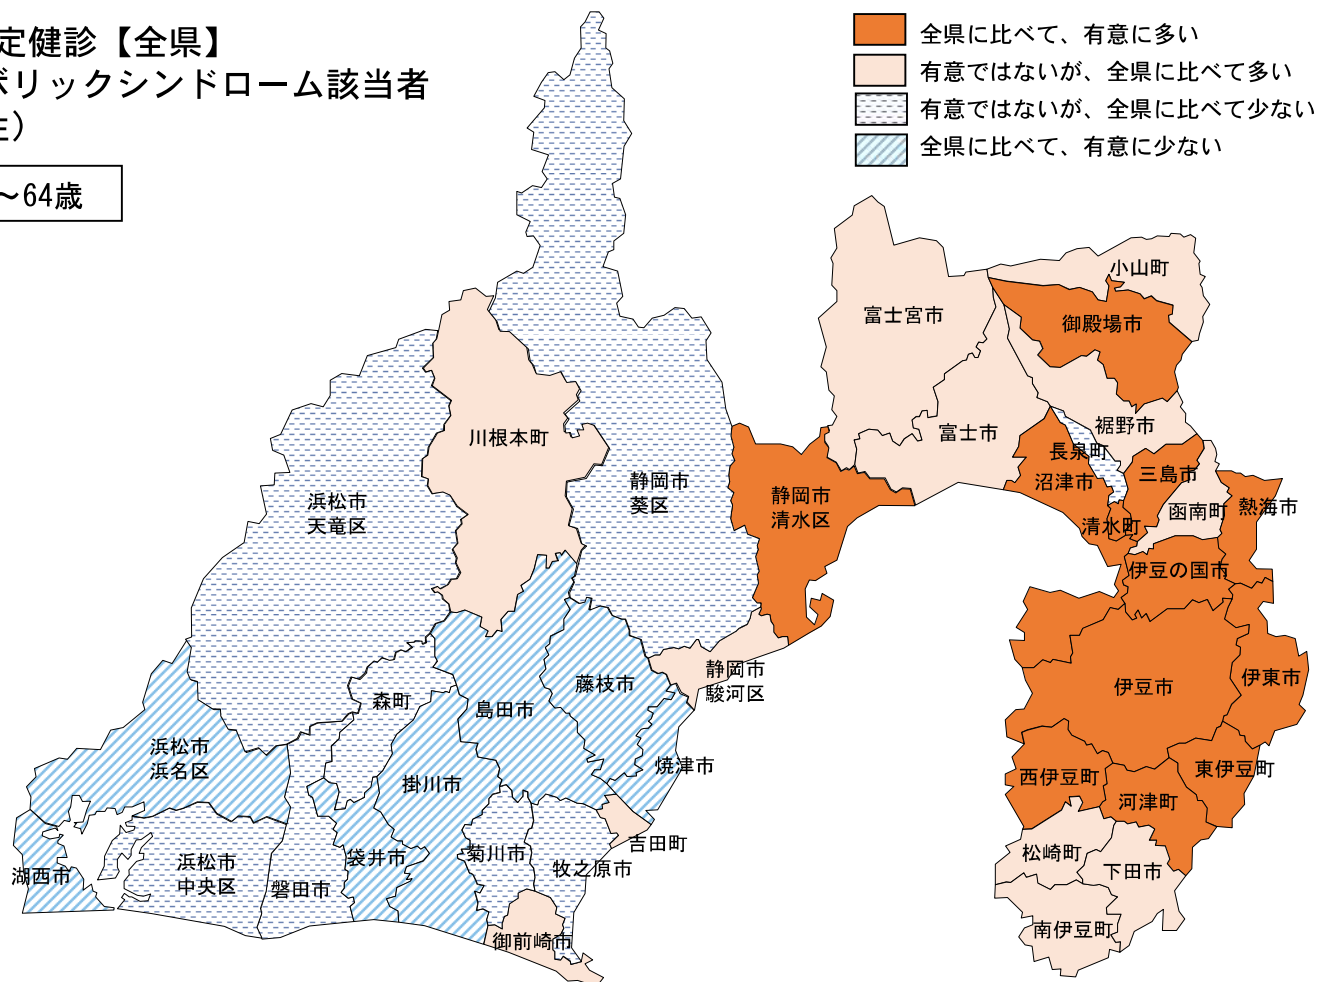 定健診【全県】
ボリックシンドローム該当者
性）
～64歳
全県に比べて、有意に多い
有意ではないが、全県に比べて多い
有意ではないが、全県に比べて少ない
全県に比べて、有意に少ない
小山町
富士宮市
御殿場市
裾野市
富士市
長泉町
川根本町
三島市
沼津市
静岡市
葵区
静岡市
清水区
浜松市
天竜区
函南町
熱海市
清水町
伊豆の国市
静岡市
駿河区
藤枝市
伊豆市
伊東市
森町
島田市
浜松市
浜名区
焼津市
東伊豆町
西伊豆町
掛川市
河津町
吉田町
松崎町
菊川市
袋井市
牧之原市
下田市
浜松市
中央区
湖西市
磐田市
南伊豆町
御前崎市